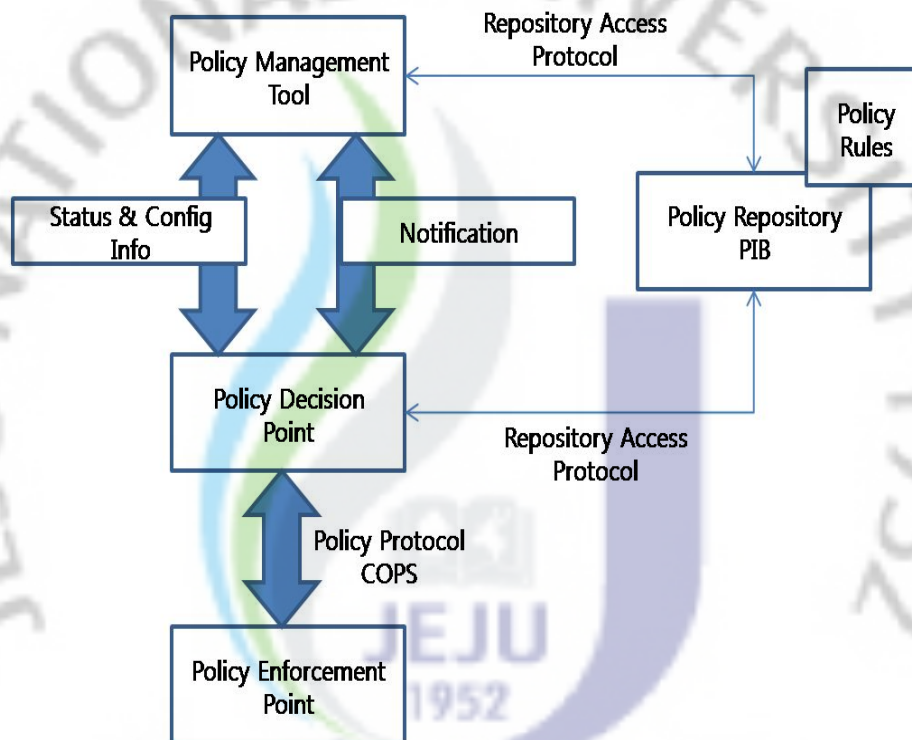 Repository Access
Protocol
Policy Management
Tool
Policy
Rules
Status & Config
Info
Notification
Policy Repository
PIB
Policy Decision
Point
Repository Access
Protocol
Policy Protocol
COPS
JEJU
1952
Policy Enforcement
Point